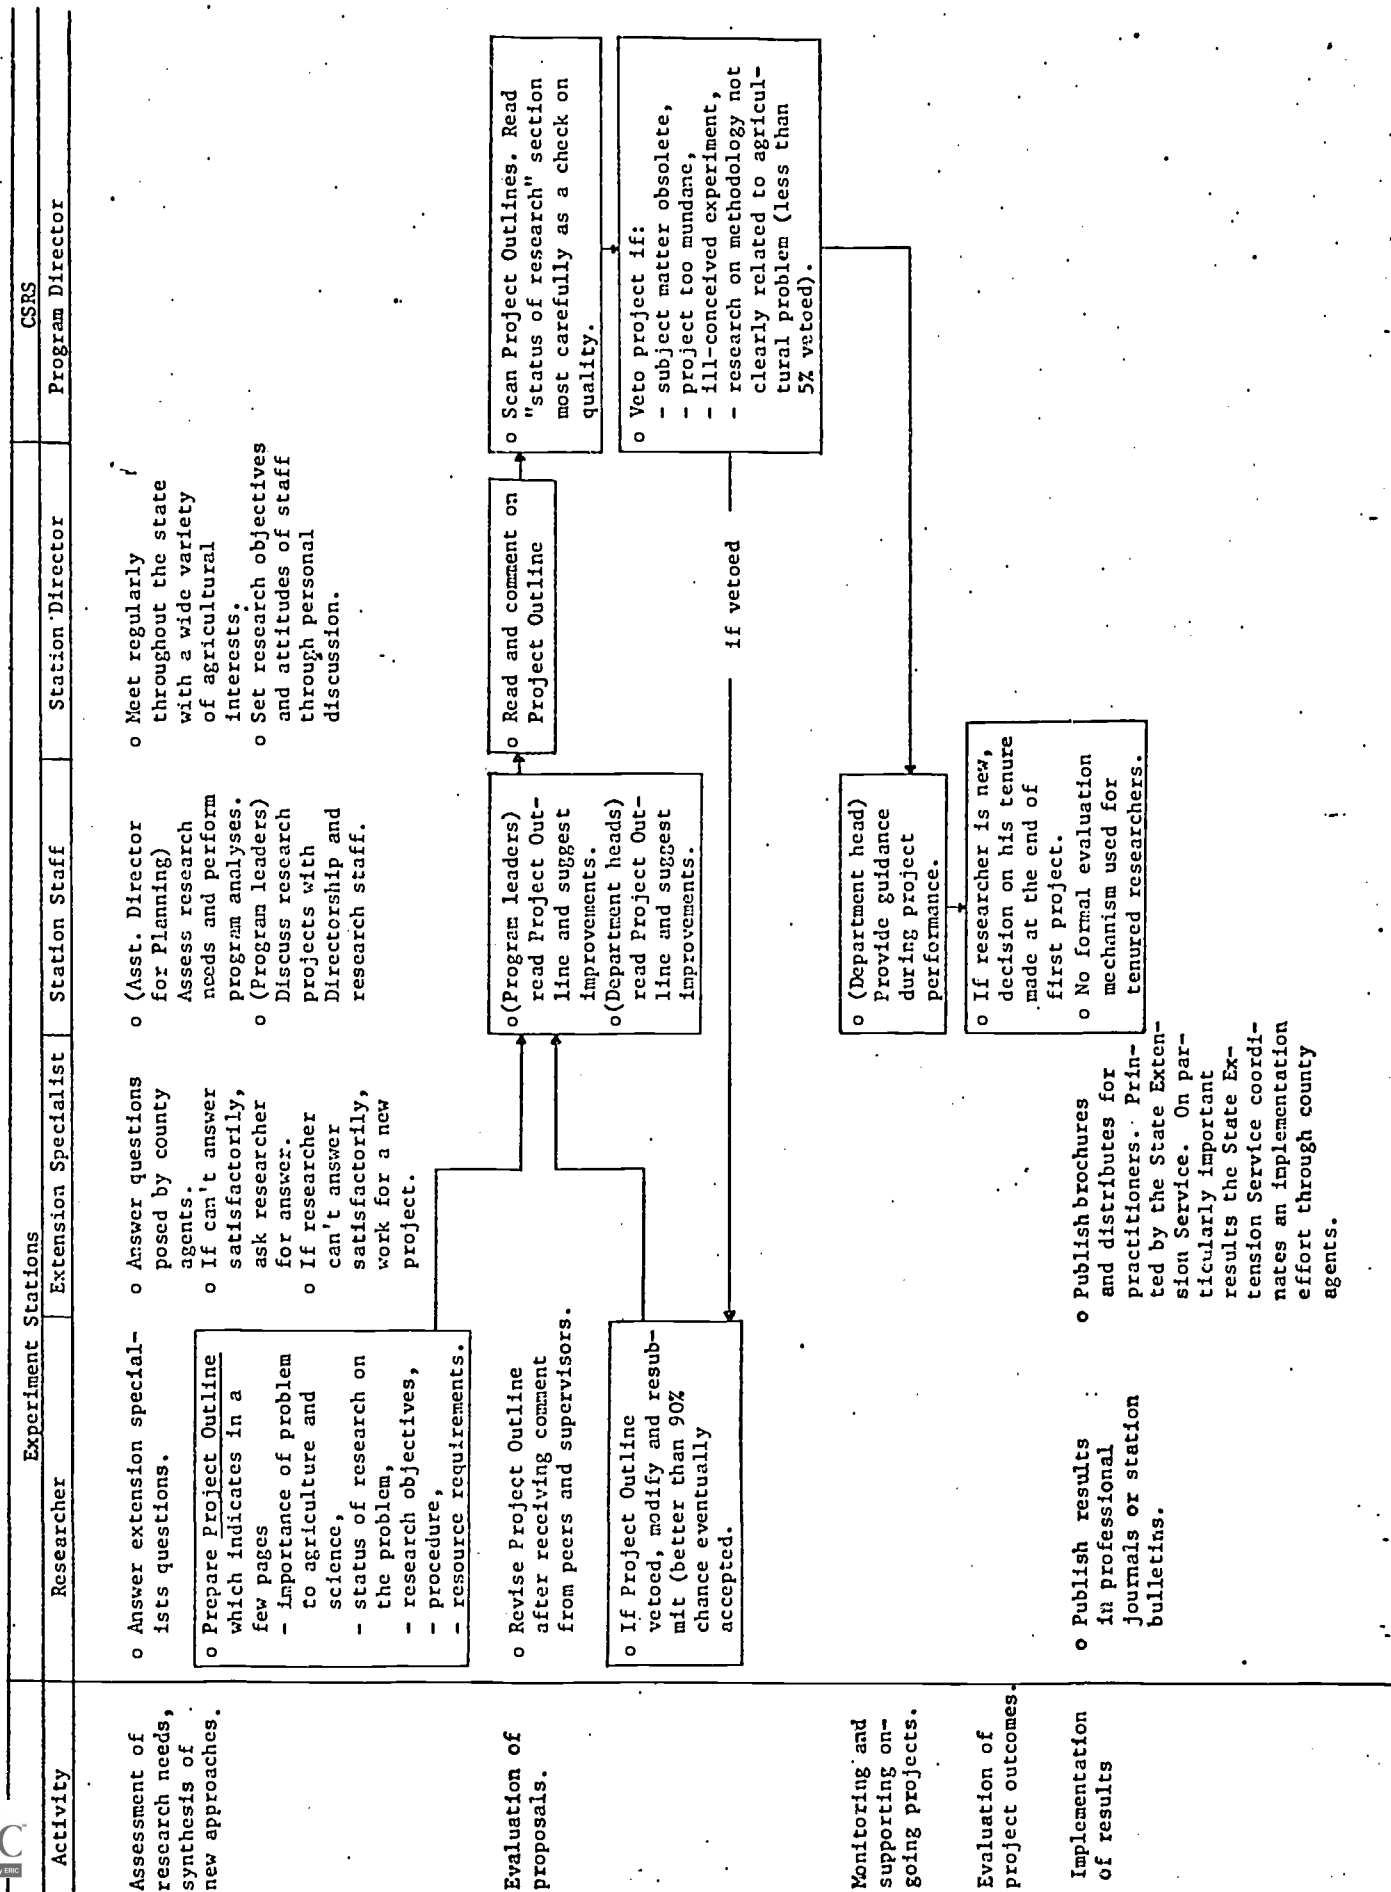 Experiment Stations
CSRS
Activity
Researcher
Extension Specialist
Station Staff
Station Director
Program Director
Assessment of
research needs,
synthesis of
new approaches.
o Answer extension special-
ists questions.
o Prepare Project Outline
which indicates in a
few pages
- importance of problem
to agriculture and
science,
- status of research on
the problem,
- research objectives,
- procedure,
- resource requirements.
o Answer questions
posed by county
agents.
o If can't answer
satisfactorily,
ask researcher
for answer.
o If researcher
can't answer
satisfactorily,
work for a new
project.
o (Asst. Director
for Planning)
Assess research
needs and perform
program analyses.
o (Program leaders)
Discuss research
projects with
Directorship and
research staff.
o Meet regularly
throughout the state
with a wide variety
of agricultural
interests.
o Set research objectives
and attitudes of staff
through personal
discussion.
Evaluation of
proposals.
o Revise Project Outline
after receiving comment
from peers and supervisors.
o If Project Outline
vetoed, modify and resub-
mit (better than 90%
chance eventually
accepted.
o(Program leaders)
read Project Out-
line and suggest
improvements.
o(Department heads)
read Project Out-
line and suggest
improvements.
o Read and comment on
Project Outline
o Scan Project Outlines. Read
"status of research" section
most carefully as a check on
quality.
o Veto project if:
- subject matter obsolete,
- project too mundane,
- ill-conceived experiment,
- research on methodology not
clearly related to agricul-
tural problem (less than
5% vetoed).
if vetoed
Monitoring and
supporting on-
going projects.
o (Department head)
Provide guidance
during project
performance.
Evaluation of
project outcomes.
o If researcher is new,
decision on his tenure
made at the end of
first project.
o No formal evaluation
mechanism used for
tenured researchers.
Implementation
of results
o Publish results
in professional
journals or station
bulletins.
o Publish brochures
and distributes for
practitioners. Prin-
ted by the State Exten-
sion Service. On par-
ticularly important
results the State Ex-
tension Service coordi-
nates an implementation
effort through county
agents.